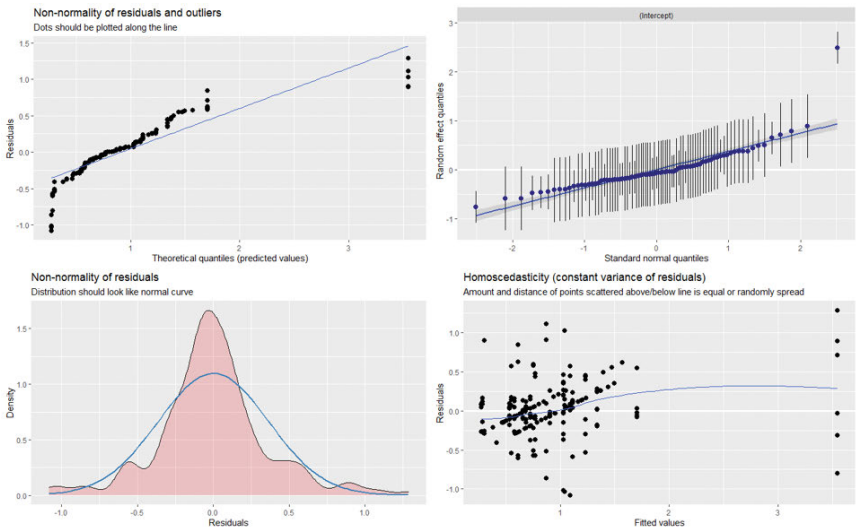 Non-normality of residuals and outliers
Dots should be plotted along the line
1.5
1.0
0.5
0.0
-0.5
-1.0
Residuals
1
2
3
Theoretical quantiles (predicted values)
(Intercept)
3
2
1
0
-1
Random effect quantiles
-2
-1
0
1
2
Standard normal quantiles
Non-normality of residuals
Distribution should look like normal curve
1.5
1.0
0.5
0.0
Density
-1.0
-0.5
0.0
0.5
1.0
Residuals
Homoscedasticity (constant variance of residuals)
Amount and distance of points scattered above/below line is equal or randomly spread
1.0
0.5
0.0
-0.5
-1.0
Residuals
1
2
3
Fitted values